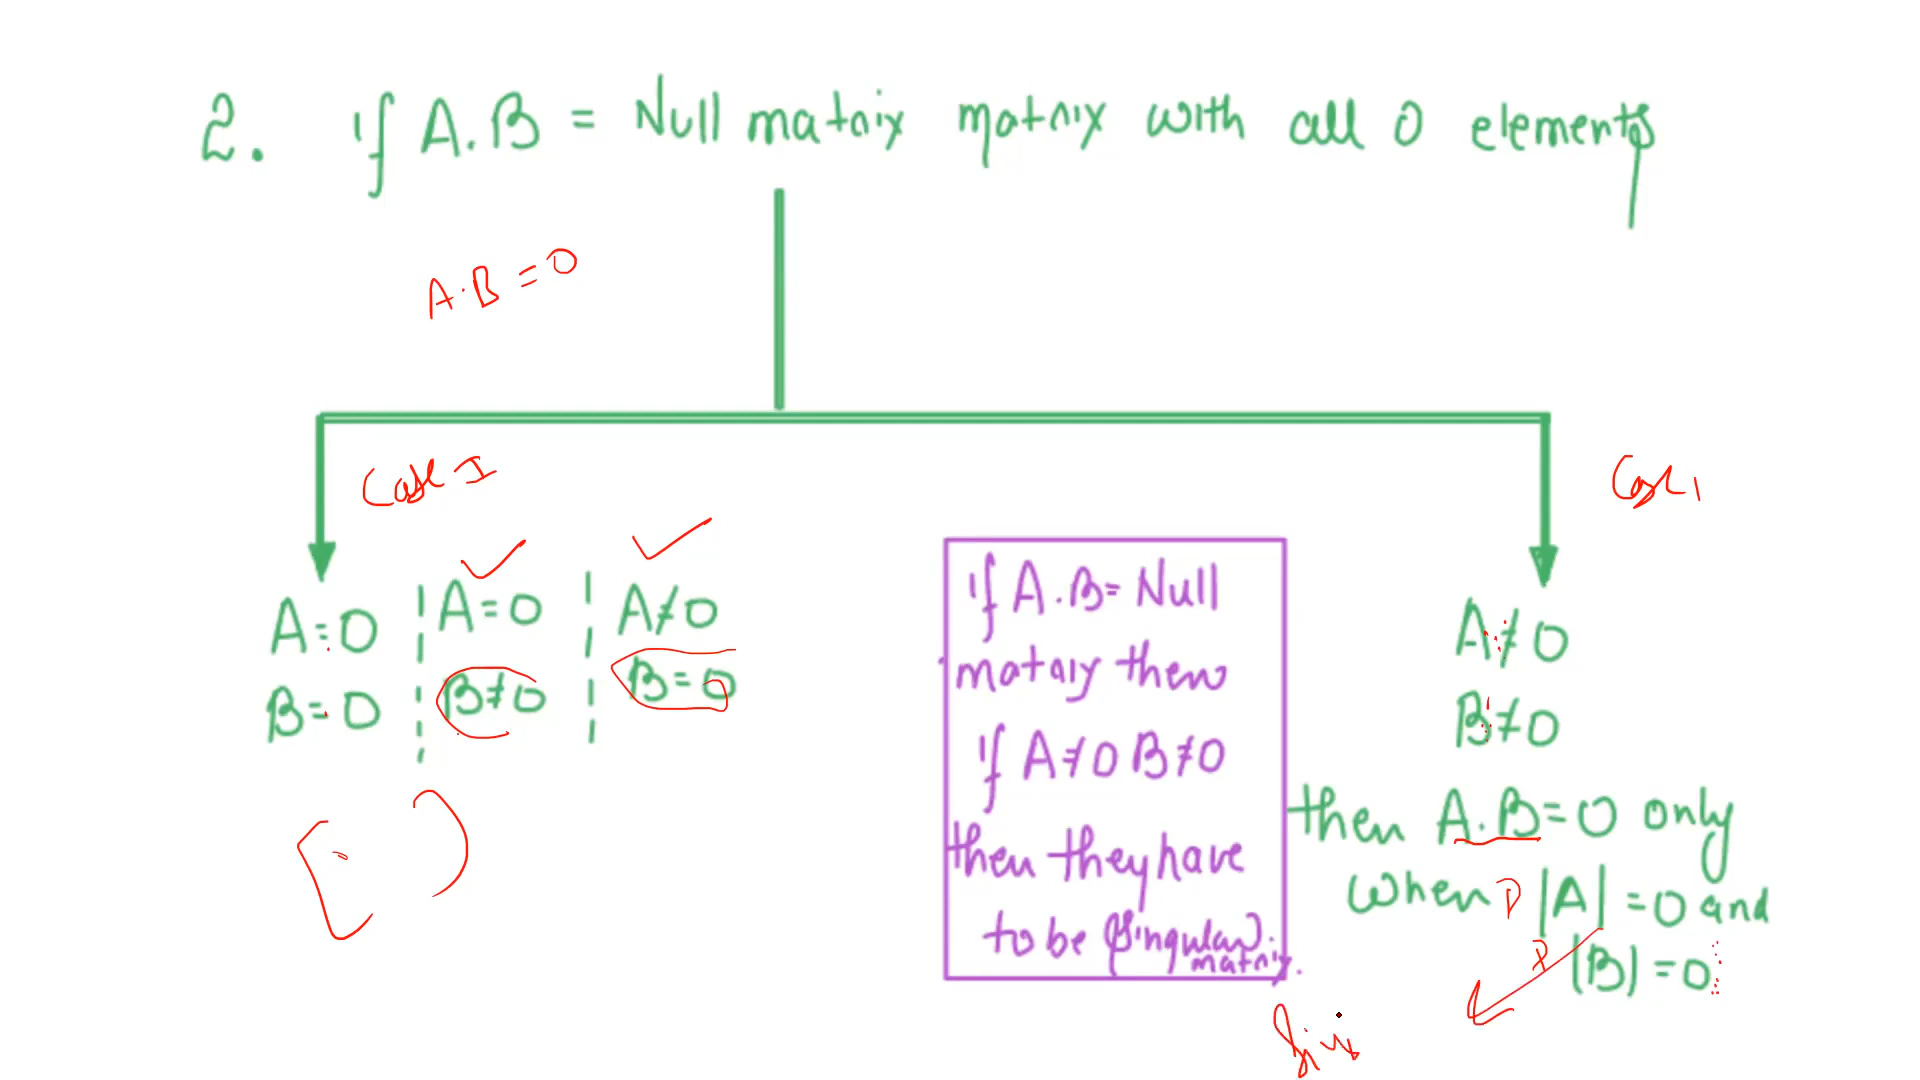 2. if A.B = Null matrix matrix with all 0 elements
A.B = 0
Case I
Case 1
A=0 A=0 A≠0
B=0 B≠0 B=0
if A.B= Null
matrix then
if A≠0 B≠0
then they have
to be singular
matrix.
A≠0
B≠0
then A.B=0 only
when |A| =0 and
|B| =0